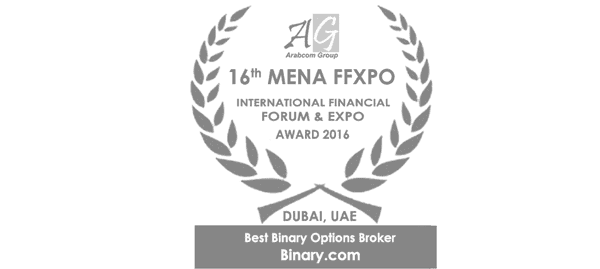 AG
Arabcom Group
16th MENA FFXPO
INTERNATIONAL FINANCIAL
FORUM & EXPO
AWARD 2016
DUBAI, UAE
Best Binary Options Broker
Binary.com